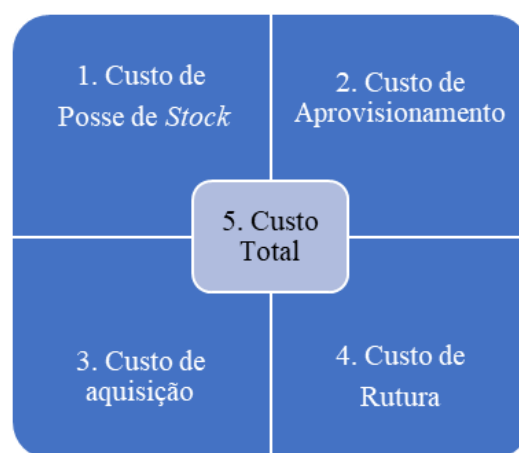 1. Custo de
Posse de Stock
2. Custo de
Aprovisionamento
5. Custo
Total
3. Custo de
aquisição
4. Custo de
Rutura